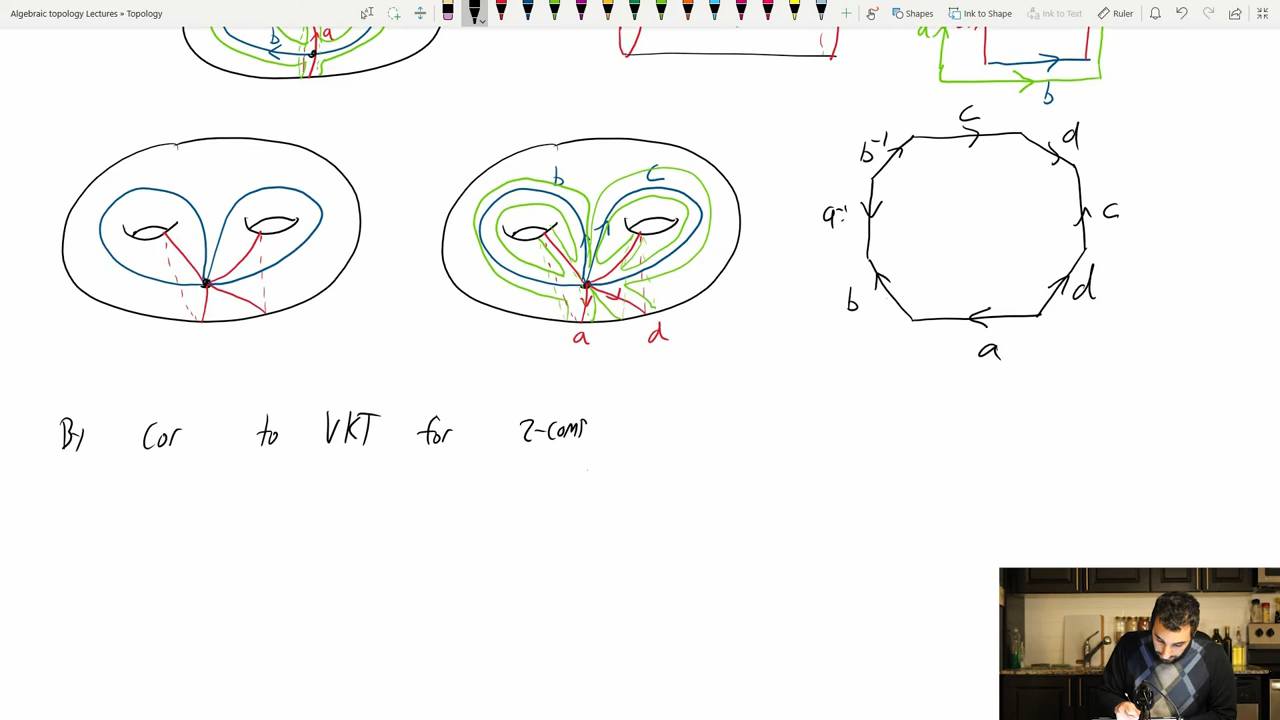 Algebraic topology Lectures » Topology
Shapes
Ink to Shape
Ink to Text
Ruler
b
a
a
b
c
b⁻¹
d
a⁻¹
c
b
d
a
b
c
a
d
By Cor to VKT for 2-comp